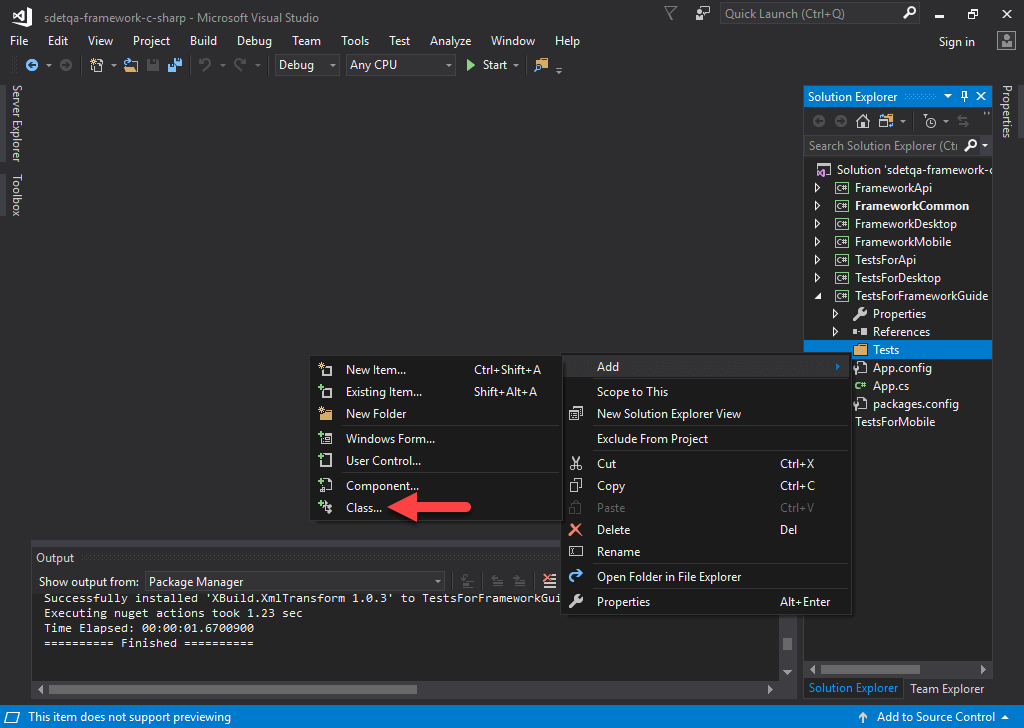 sdetqa-framework-c-sharp - Microsoft Visual Studio
Quick Launch (Ctrl+Q)
File Edit View Project Build Debug Team Tools Test Analyze Window Help
Sign in
Debug Any CPU Start
Server Explorer
Toolbox
Solution Explorer
Properties
Search Solution Explorer (Ct
Solution 'sdetqa-framework-c
FrameworkApi
FrameworkCommon
FrameworkDesktop
FrameworkMobile
TestsForApi
TestsForDesktop
TestsForFrameworkGuide
Properties
References
Tests
App.config
App.cs
packages.config
TestsForMobile
New Item... Ctrl+Shift+A
Existing Item... Shift+Alt+A
New Folder
Windows Form...
User Control...
Component...
Class...
Add
Scope to This
New Solution Explorer View
Exclude From Project
Cut Ctrl+X
Copy Ctrl+C
Paste Ctrl+V
Delete Del
Rename
Open Folder in File Explorer
Properties Alt+Enter
Output
Show output from: Package Manager
Successfully installed 'XBuild.XmlTransform 1.0.3' to TestsForFrameworkGui
Executing nuget actions took 1.23 sec
Time Elapsed: 00:00:01.6700900
========== Finished ==========
Solution Explorer Team Explorer
This item does not support previewing
Add to Source Control